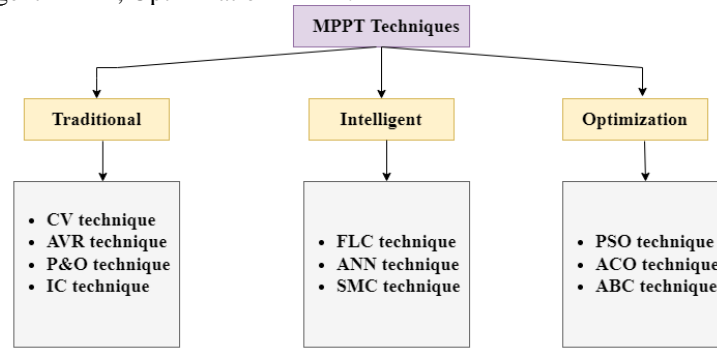 MPPT Techniques
Traditional
Intelligent
Optimization
• CV technique
• AVR technique
• P&O technique
• IC technique
• FLC technique
• ANN technique
• SMC technique
• PSO technique
• ACO technique
• ABC technique